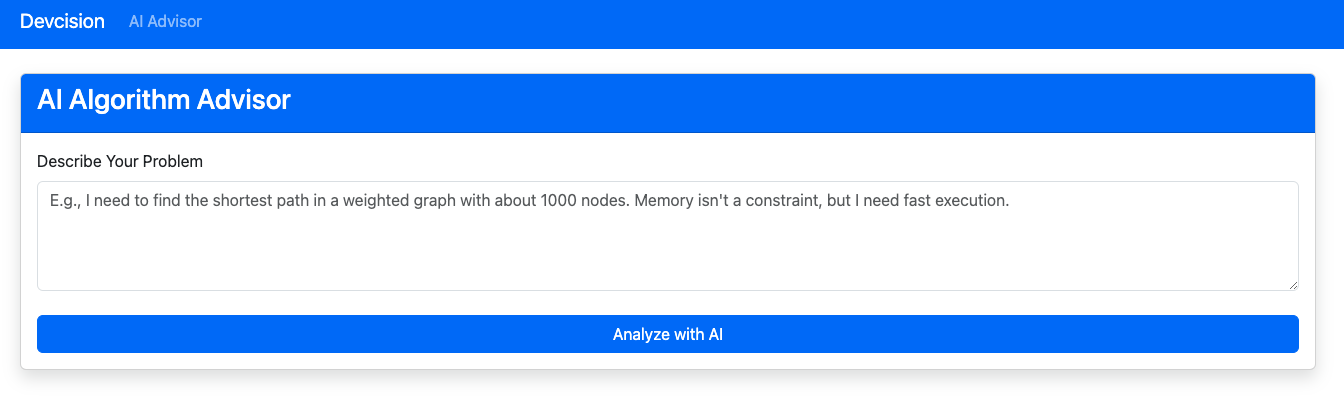 Devcision AI Advisor
AI Algorithm Advisor
Describe Your Problem
E.g., I need to find the shortest path in a weighted graph with about 1000 nodes. Memory isn't a constraint, but I need fast execution.
Analyze with AI